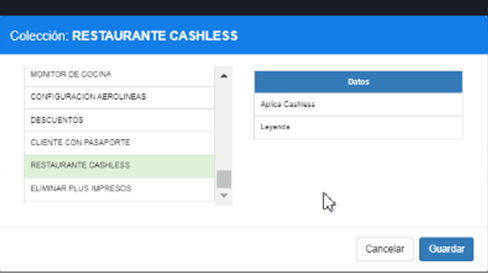 Colección: RESTAURANTE CASHLESS
MONITOR DE COCINA
CONFIGURACION AEROLINEAS
DESCUENTOS
CLIENTE CON PASAPORTE
RESTAURANTE CASHLESS
ELIMINAR PLUS IMPRESOS
Datos
Aplica Cashless
Leyenda
Cancelar
Guardar